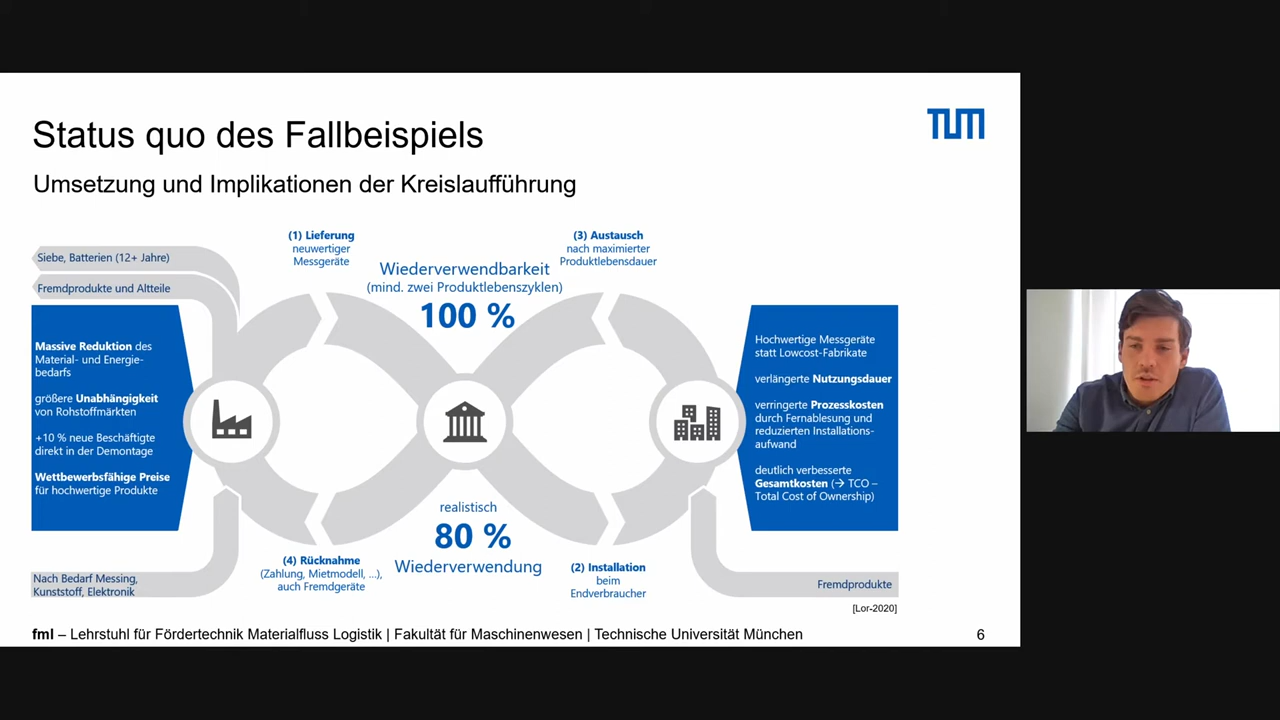 Status quo des Fallbeispiels
TUM
Umsetzung und Implikationen der Kreislaufführung
Siebe, Batterien (12+ Jahre)
Fremdprodukte und Altteile
(1) Lieferung
neuwertiger
Messgeräte
Wiederverwendbarkeit
(mind. zwei Produktlebenszyklen)
100 %
(3) Austausch
nach maximierter
Produktlebensdauer
Massive Reduktion des
Material- und Energie-
bedarfs
größere Unabhängigkeit
von Rohstoffmärkten
+10 % neue Beschäftigte
direkt in der Demontage
Wettbewerbsfähige Preise
für hochwertige Produkte
Hochwertige Messgeräte
statt Lowcost-Fabrikate
verlängerte Nutzungsdauer
verringerte Prozesskosten
durch Fernablesung und
reduzierten Installations-
aufwand
deutlich verbesserte
Gesamtkosten (→ TCO –
Total Cost of Ownership)
realistisch
80 %
Wiederverwendung
(4) Rücknahme
(Zahlung, Mietmodell, ...),
auch Fremdgeräte
(2) Installation
beim
Endverbraucher
Nach Bedarf Messing,
Kunststoff, Elektronik
Fremdprodukte
[Lor-2020]
fml – Lehrstuhl für Fördertechnik Materialfluss Logistik | Fakultät für Maschinenwesen | Technische Universität München
6